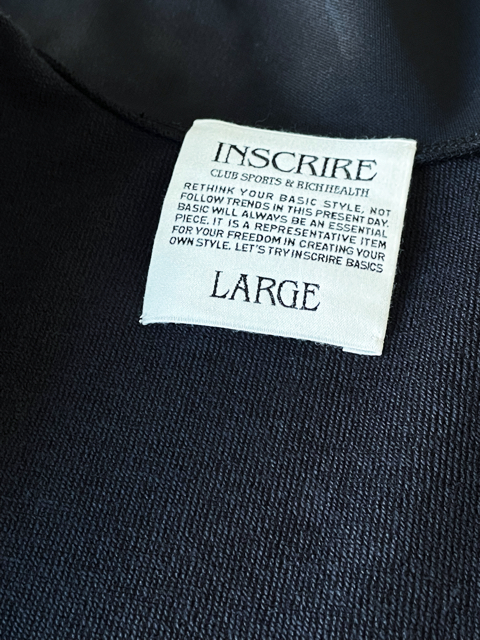 INSCRIRE
CLUB SPORTS & RICH HEALTH
RETHINK YOUR BASIC STYLE, NOT
FOLLOW TRENDS IN THIS PRESENT DAY.
BASIC WILL ALWAYS BE AN ESSENTIAL
PIECE. IT IS A REPRESENTATIVE ITEM
FOR YOUR FREEDOM IN CREATING YOUR
OWN STYLE. LET'S TRY INSCRIRE BASICS
LARGE